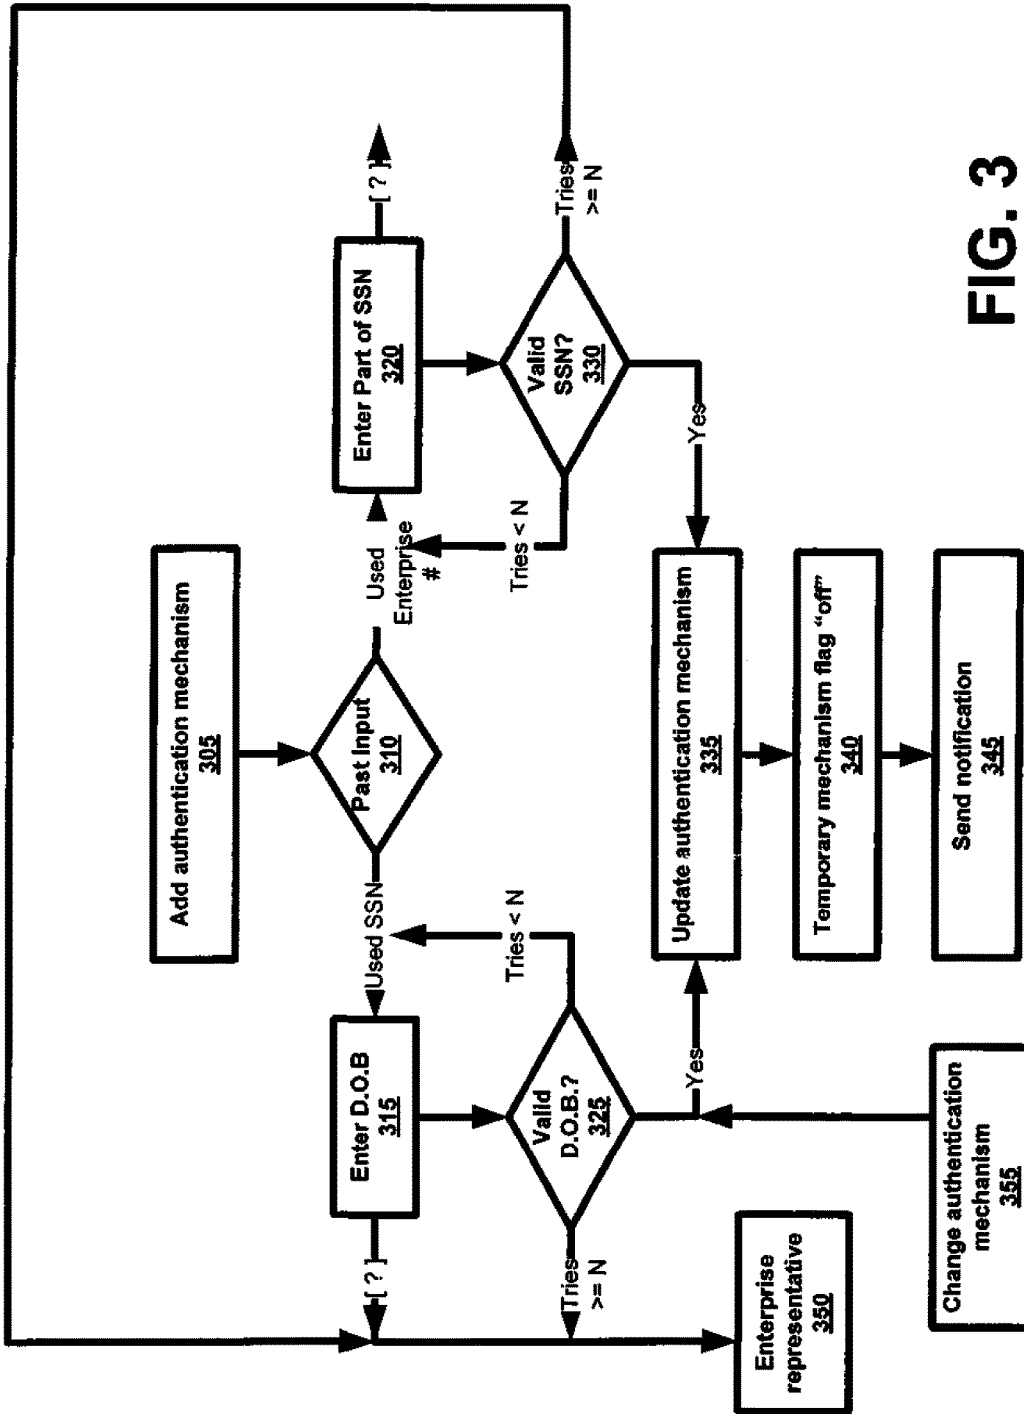 Add authentication mechanism
305
Past Input
310
Used SSN
Used
Enterprise
#
Enter D.O.B
315
[ ? ]
Enter Part of SSN
320
[ ? ]
Valid
D.O.B.?
325
Tries
>= N
Tries < N
Yes
Valid
SSN?
330
Tries < N
Tries
>= N
Yes
Update authentication mechanism
335
Temporary mechanism flag “off”
340
Send notification
345
Enterprise
representative
350
Change authentication
mechanism
355
FIG. 3